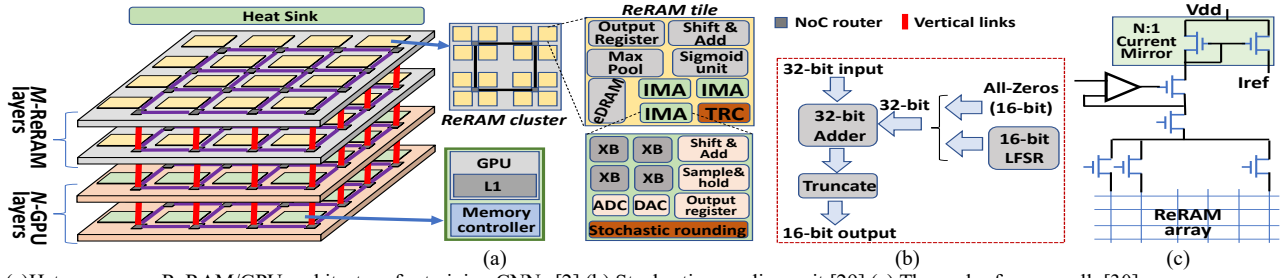 Heat Sink
M-ReRAM layers
N-GPU layers
ReRAM cluster
GPU
L1
Memory controller
ReRAM tile
Output Register
Shift & Add
Max Pool
Sigmoid unit
eDRAM
IMA
IMA
IMA
TRC
XB
XB
Shift & Add
XB
XB
Sample& hold
ADC
DAC
Output register
Stochastic rounding
(a)
NoC router
Vertical links
32-bit input
32-bit Adder
32-bit
All-Zeros (16-bit)
16-bit LFSR
Truncate
16-bit output
(b)
Vdd
N:1 Current Mirror
Iref
ReRAM array
(c)